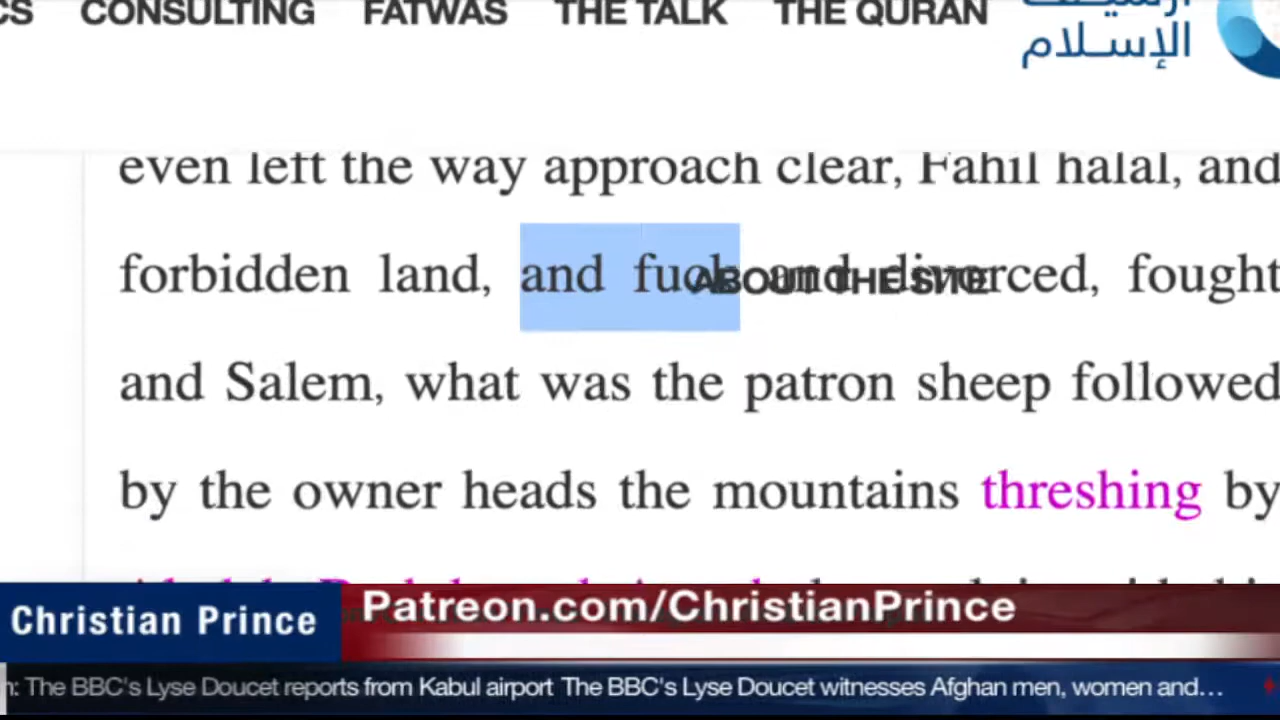 CS CONSULTING FATWAS THE TALK THE QURAN
الإسلام
even left the way approach clear, Fahil halal, and
forbidden land, and fuck and divorced, fought
ABOUT THE SITE
and Salem, what was the patron sheep followed
by the owner heads the mountains threshing by
Christian Prince
Patreon.com/ChristianPrince
n: The BBC's Lyse Doucet reports from Kabul airport The BBC's Lyse Doucet witnesses Afghan men, women and...